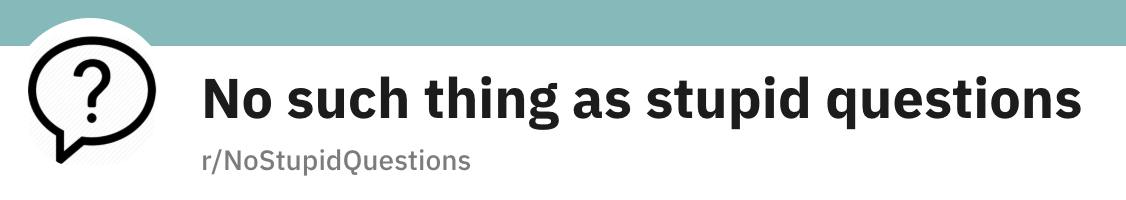 ?
No such thing as stupid questions
r/NoStupidQuestions